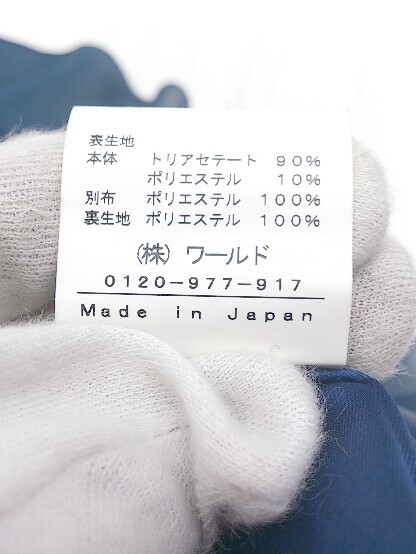 表生地
本体 トリアセテート 90%
ポリエステル 10%
別布 ポリエステル 100%
裏生地 ポリエステル 100%
(株) ワールド
0120-977-917
Made in Japan